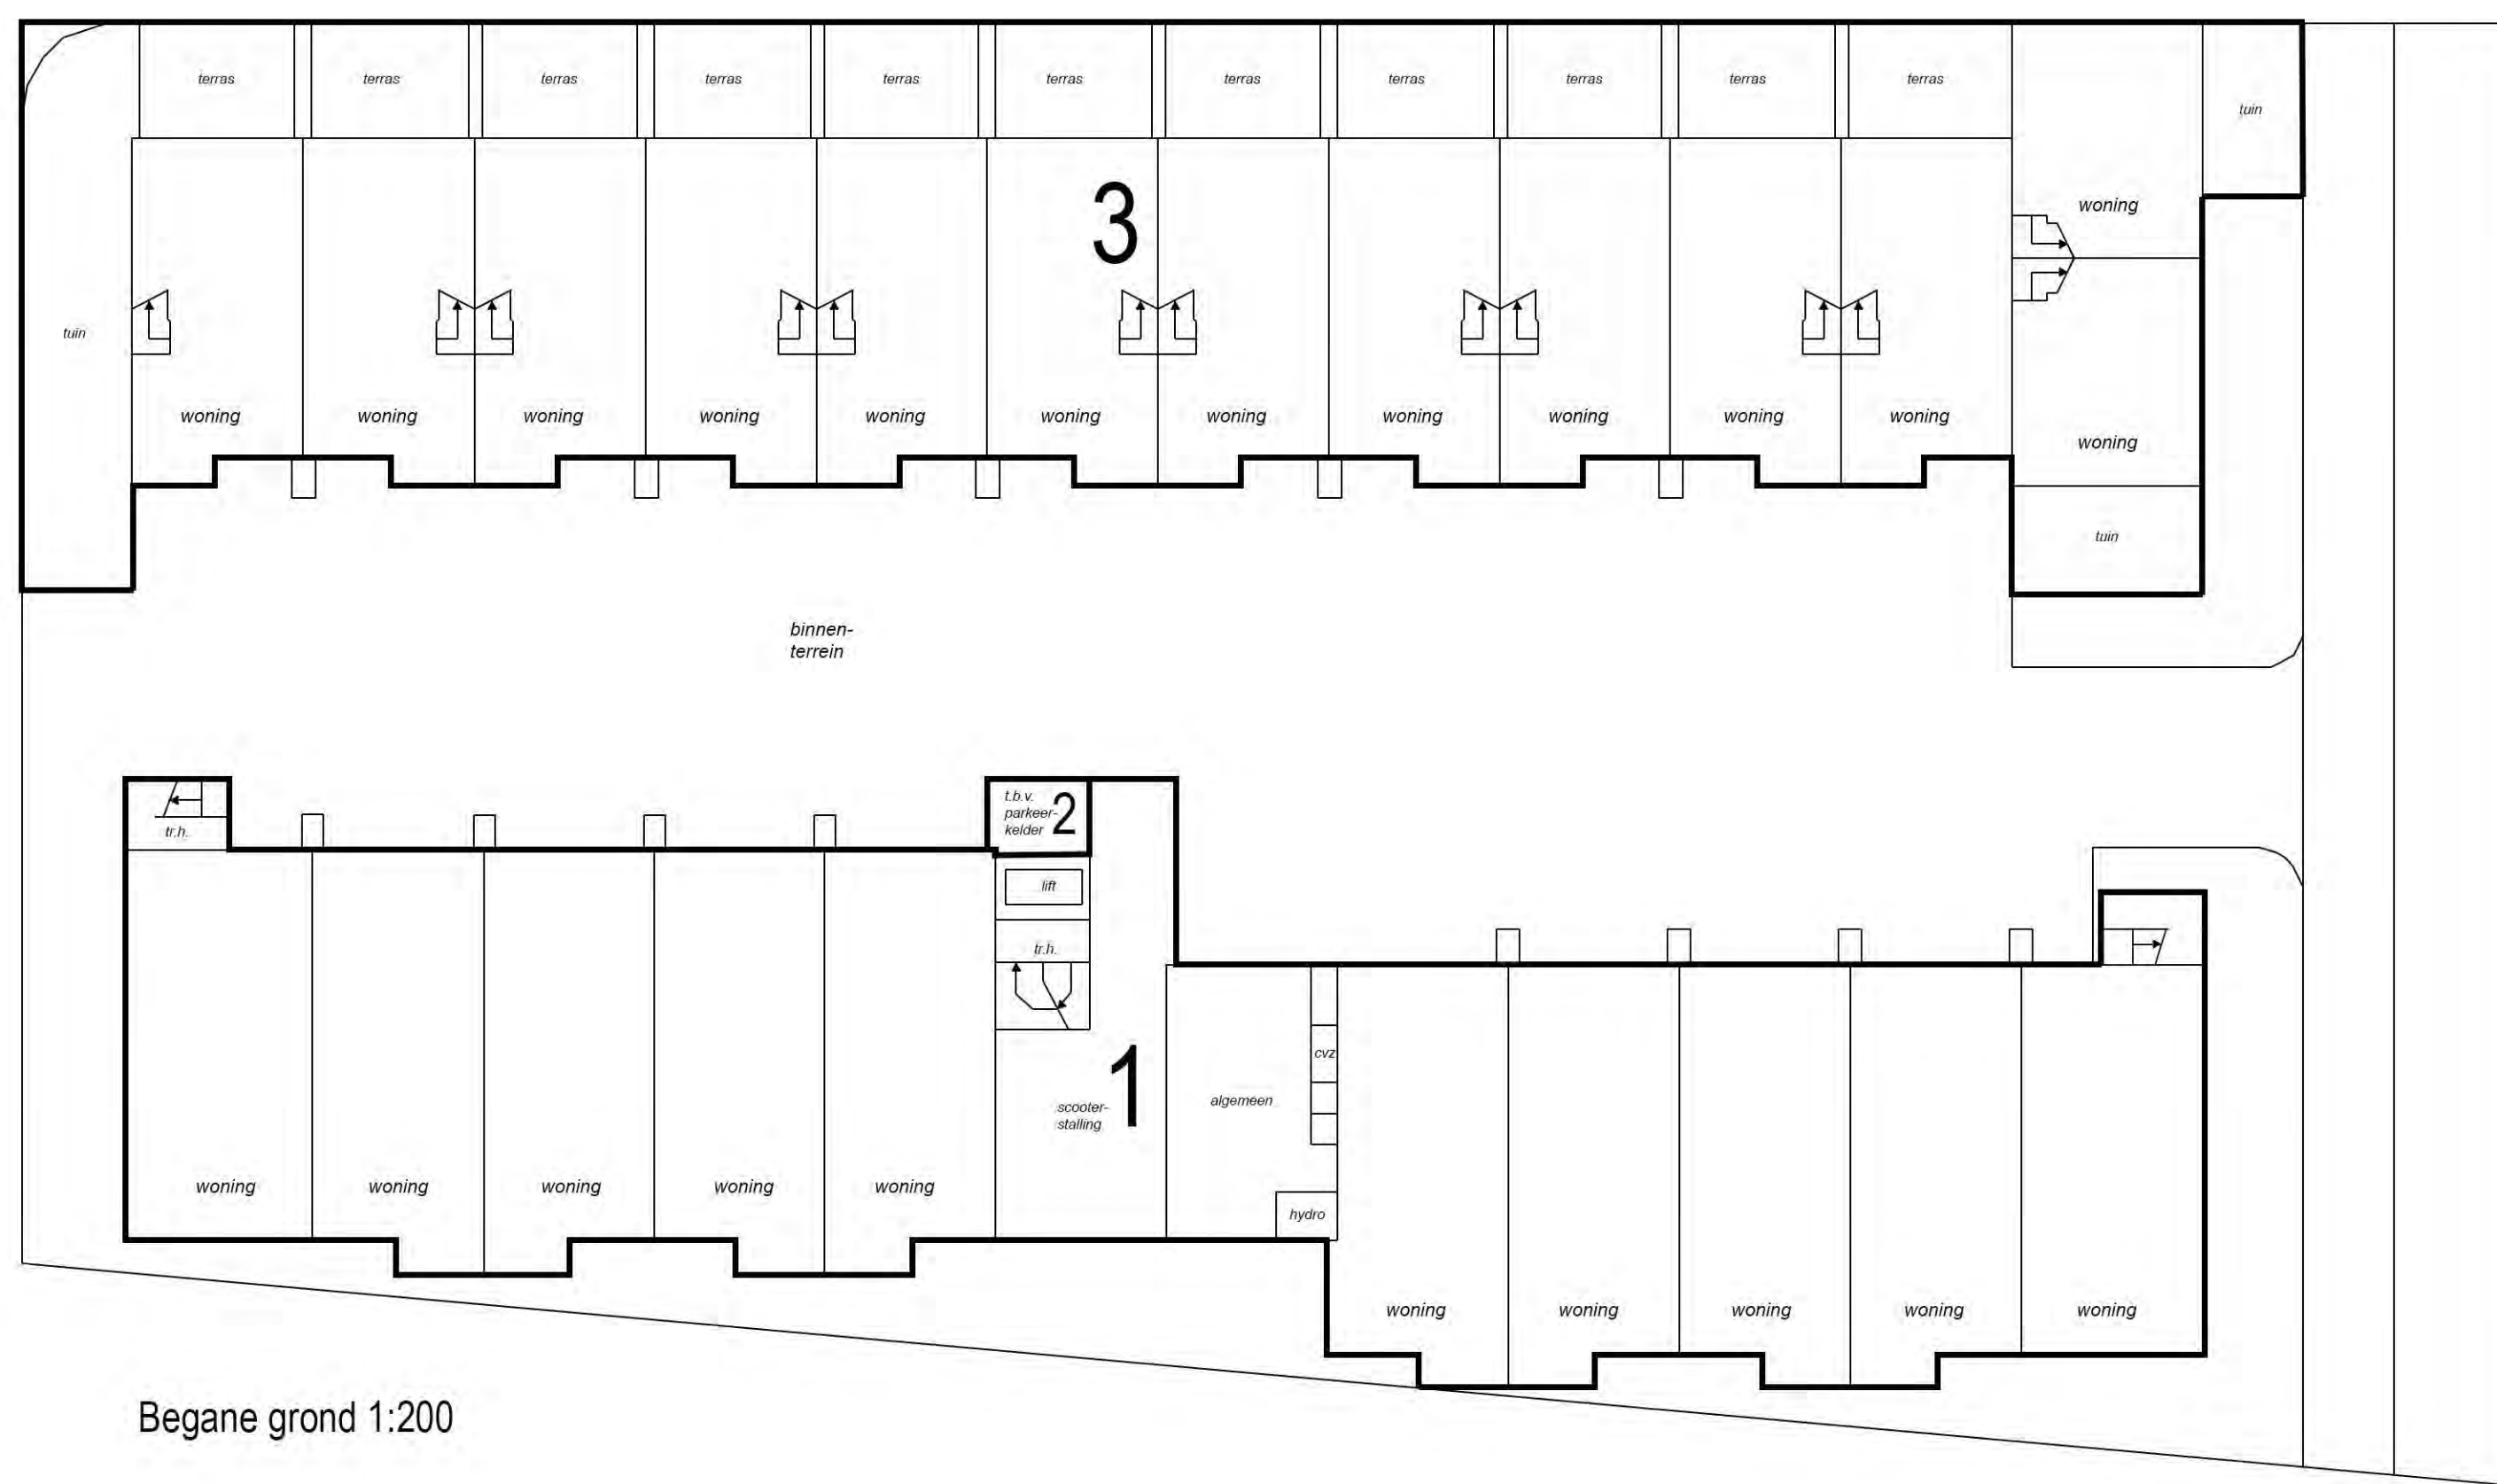 terras
terras
terras
terras
terras
terras
terras
terras
terras
terras
terras
tuin
3
woning
tuin
woning
woning
woning
woning
woning
woning
woning
woning
woning
woning
woning
woning
tuin
binnen-
terrein
t.b.v.
parkeer-
kelder
2
tr.h.
lift
tr.h.
1
cvz
scooter-
stalling
algemeen
woning
woning
woning
woning
woning
hydro
woning
woning
woning
woning
woning
Begane grond 1:200